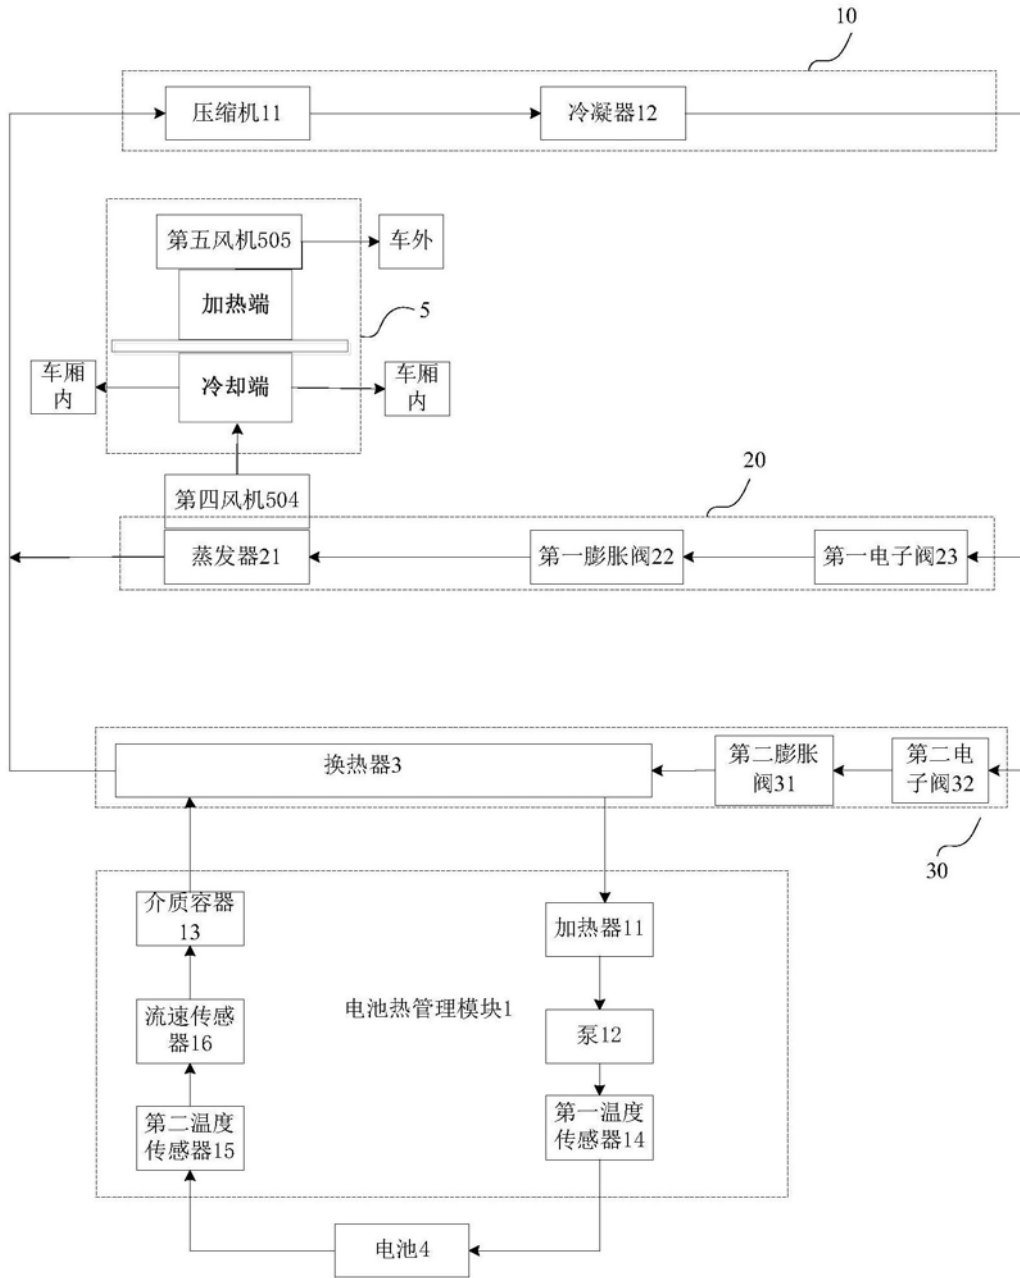 10
压缩机11
冷凝器12
第五风机505
车外
加热端
5
车厢
内
冷却端
车厢
内
第四风机504
20
蒸发器21
第一膨胀阀22
第一电子阀23
换热器3
第二膨胀
阀31
第二电
子阀32
30
介质容器
13
加热器11
电池热管理模块1
流速传感
器16
泵12
第二温度
传感器15
第一温度
传感器14
电池4